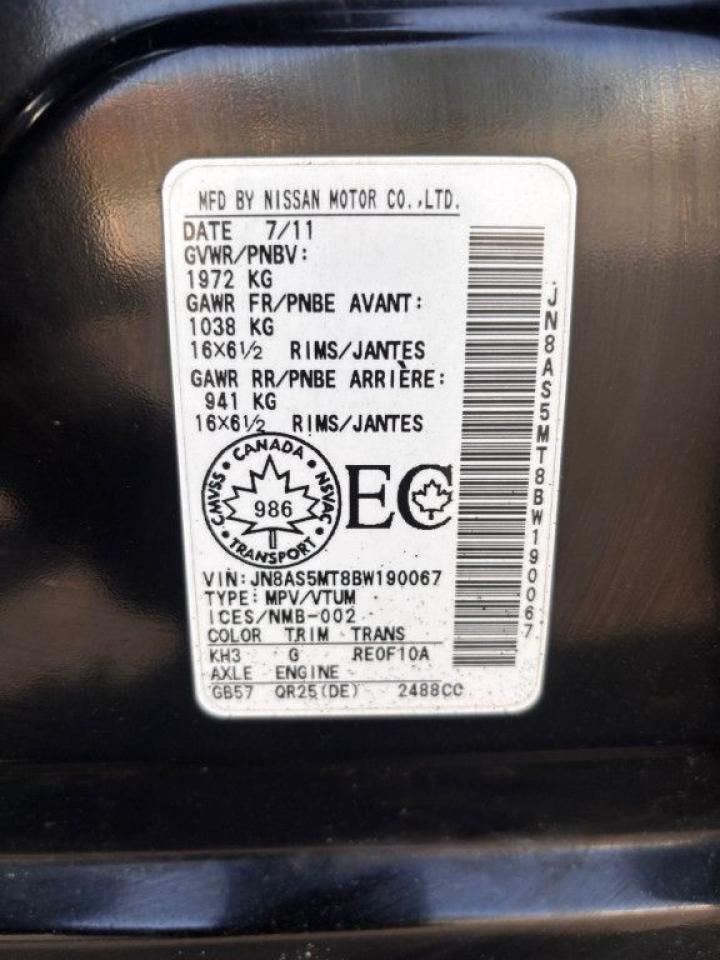 MFD BY NISSAN MOTOR CO.,LTD.
DATE 7/11
GVWR/PNBV:
1972 KG
GAWR FR/PNBE AVANT:
1038 KG
16×6½ RIMS/JANTES
GAWR RR/PNBE ARRIÈRE:
941 KG
16×6½ RIMS/JANTES
CMVSS • CANADA • NSVAC
986
TRANSPORT
EC
VIN: JN8AS5MT8BW190067
TYPE: MPV/VTUM
ICES/NMB-002
COLOR TRIM TRANS
KH3 G RE0F10A
AXLE ENGINE
GB57 QR25(DE) 2488CC
JN8AS5MT8BW190067